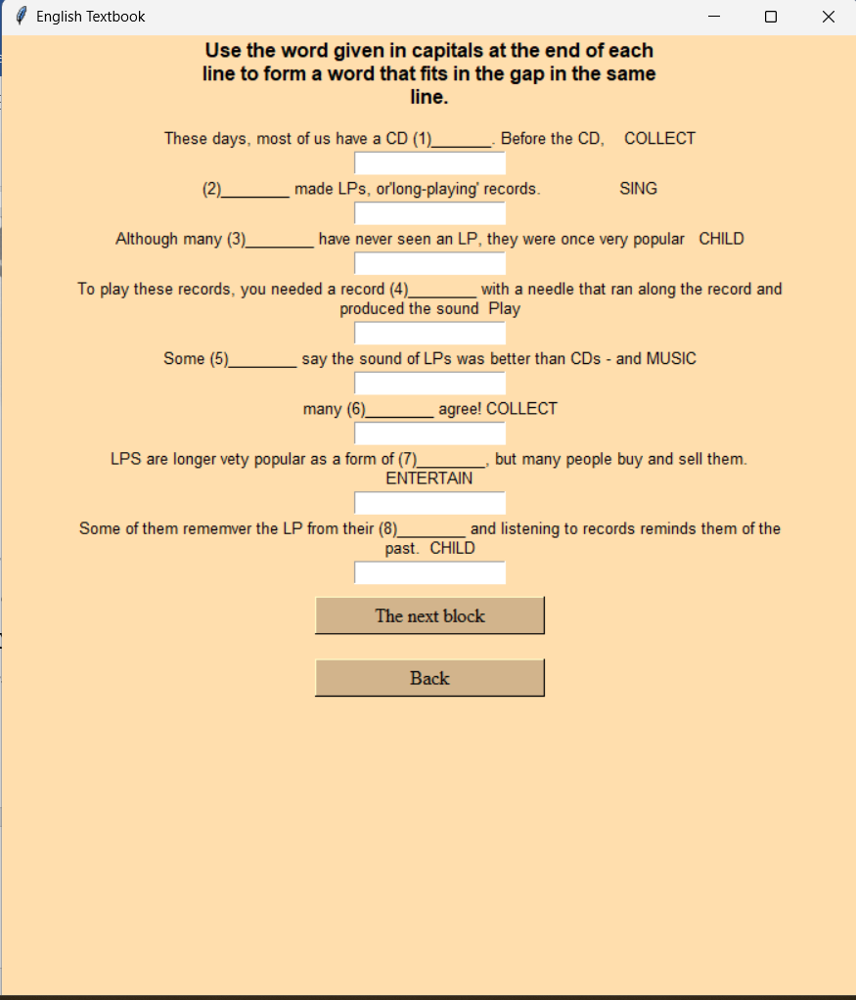 English Textbook
Use the word given in capitals at the end of each
line to form a word that fits in the gap in the same
line.
These days, most of us have a CD (1)_______. Before the CD, COLLECT
(2)________ made LPs, or'long-playing' records. SING
Although many (3)________ have never seen an LP, they were once very popular CHILD
To play these records, you needed a record (4)________ with a needle that ran along the record and
produced the sound Play
Some (5)________ say the sound of LPs was better than CDs - and MUSIC
many (6)________ agree! COLLECT
LPS are longer vety popular as a form of (7)________, but many people buy and sell them.
ENTERTAIN
Some of them rememver the LP from their (8)________ and listening to records reminds them of the
past. CHILD
The next block
Back